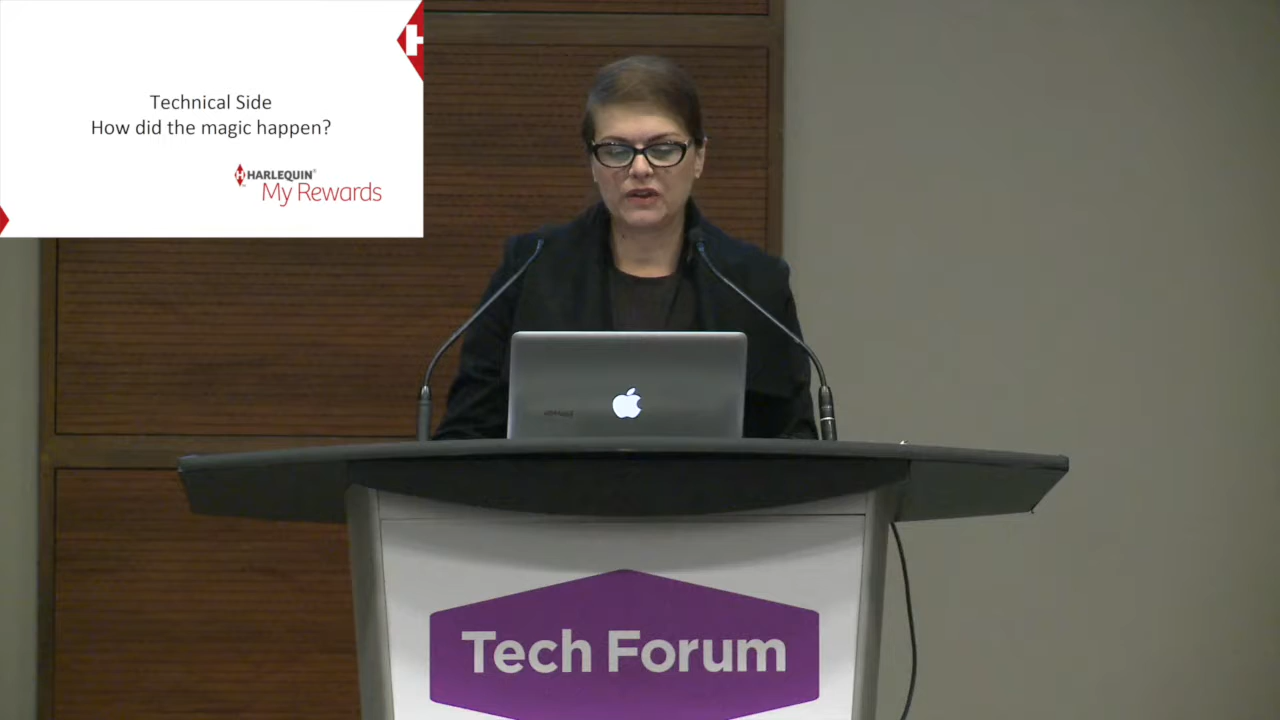 Technical Side
How did the magic happen?
HARLEQUIN®
My Rewards
Tech Forum